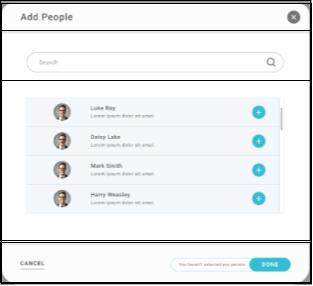 Add People
Search
Luke Ray
Lorem ipsum dolor sit amet.
Daisy Lake
Lorem ipsum dolor sit amet.
Mark Smith
Lorem ipsum dolor sit amet.
Harry Weasley
Lorem ipsum dolor sit amet.
CANCEL
You haven't selected any person
DONE